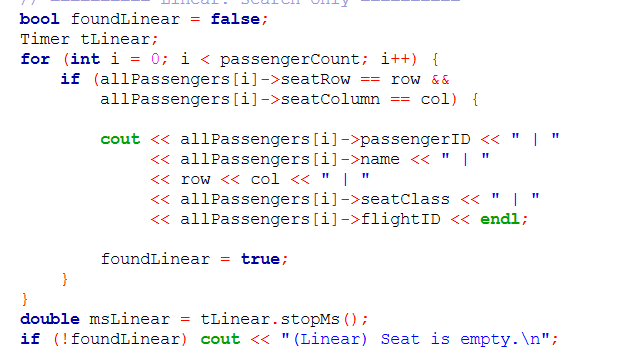 // ========== Linear: Search Only ==========
bool foundLinear = false;
Timer tLinear;
for (int i = 0; i < passengerCount; i++) {
    if (allPassengers[i]->seatRow == row &&
        allPassengers[i]->seatColumn == col) {

        cout << allPassengers[i]->passengerID << " | "
             << allPassengers[i]->name << " | "
             << row << col << " | "
             << allPassengers[i]->seatClass << " | "
             << allPassengers[i]->flightID << endl;

        foundLinear = true;
    }
}
double msLinear = tLinear.stopMs();
if (!foundLinear) cout << "(Linear) Seat is empty.\n";